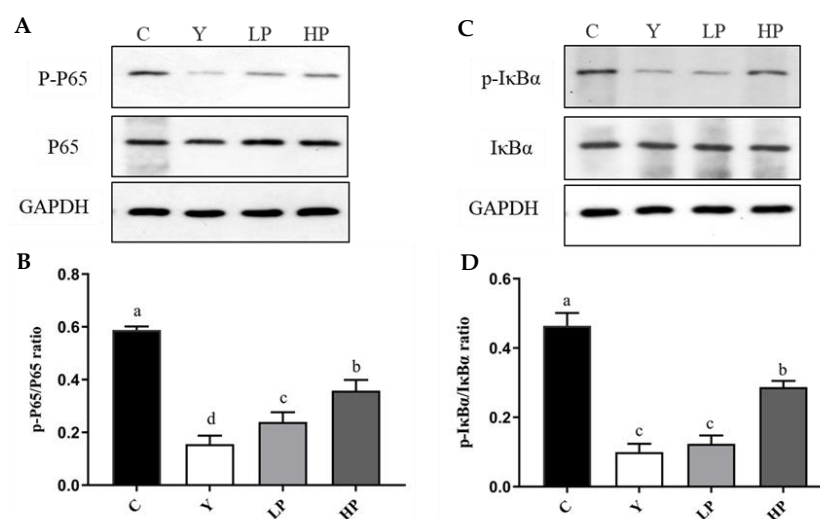 A
C Y LP HP
P-P65
P65
GAPDH
C
C Y LP HP
p-IκBα
IκBα
GAPDH
B
p-P65/P65 ratio
0.8
0.6
0.4
0.2
0.0
a
d
c
b
C Y LP HP
D
p-IκBα/IκBα ratio
0.6
0.4
0.2
0.0
a
c
c
b
C Y LP HP